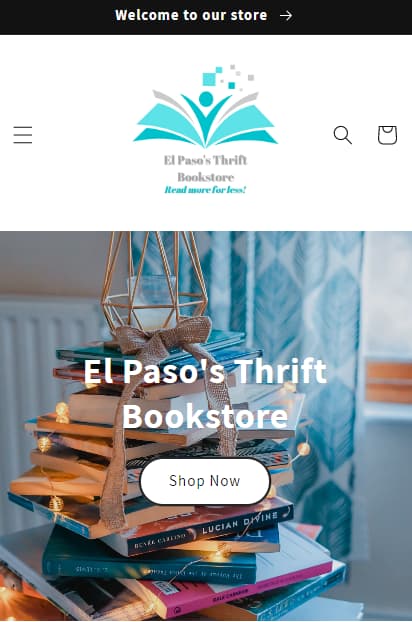 Welcome to our store →
El Paso's Thrift
Bookstore
Read more for less!
El Paso's Thrift
Bookstore
Shop Now
LUCIAN DIVINE
RENÉE CARLINO